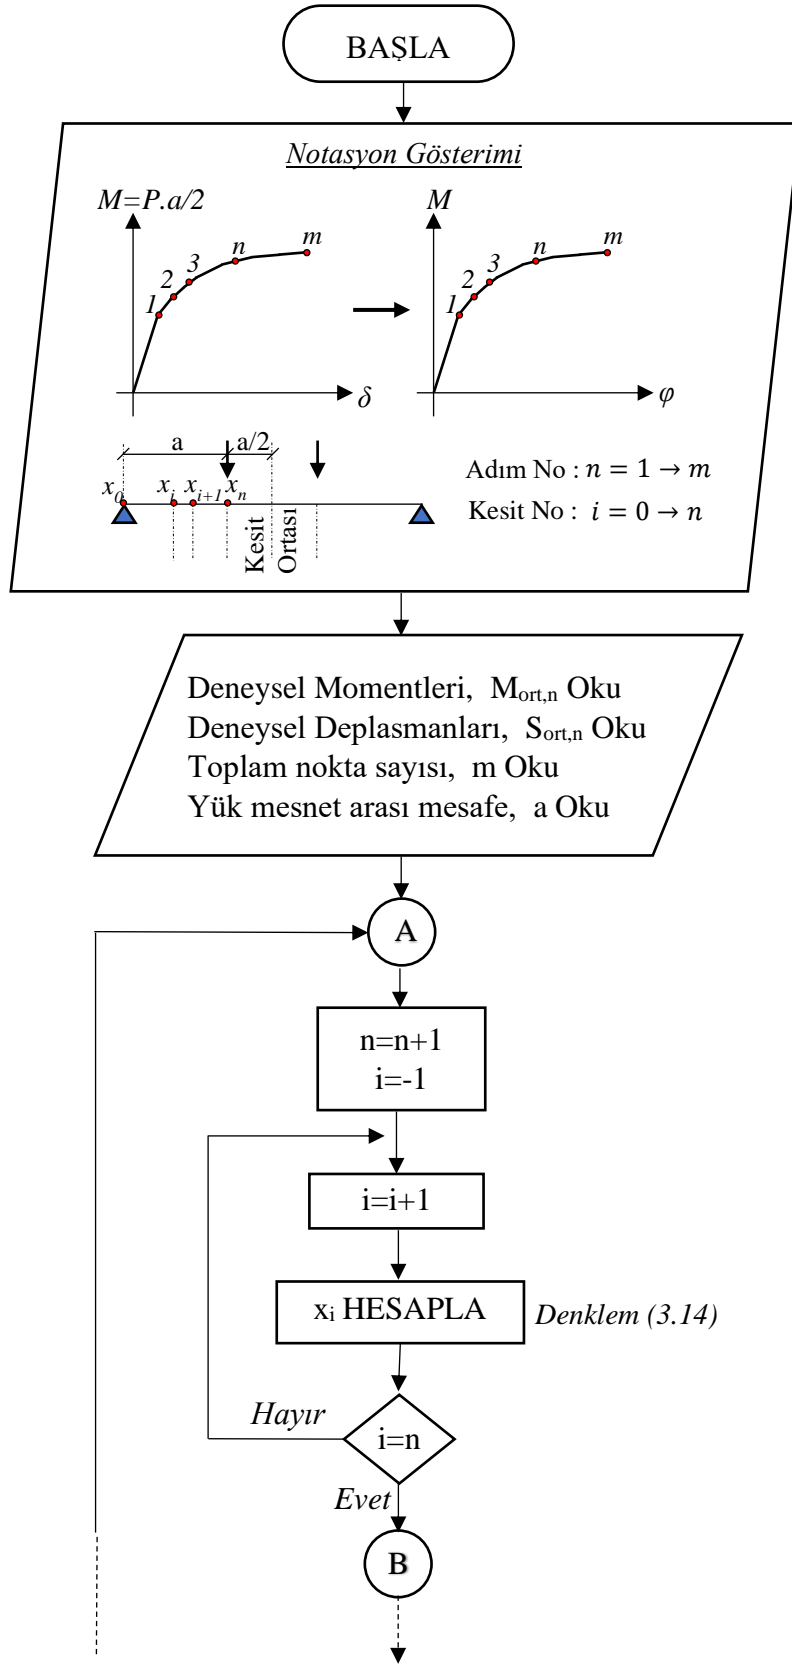 BAŞLA
Notasyon Gösterimi
M=P.a/2
1
2
3
n
m
δ
M
1
2
3
n
m
φ
a
a/2
x0
xi
xi+1
xn
Kesit
Ortası
Adım No : n = 1 → m
Kesit No : i = 0 → n
Deneysel Momentleri, Mort,n Oku
Deneysel Deplasmanları, Sort,n Oku
Toplam nokta sayısı, m Oku
Yük mesnet arası mesafe, a Oku
A
n=n+1
i=-1
i=i+1
xi HESAPLA
Denklem (3.14)
Hayır
i=n
Evet
B